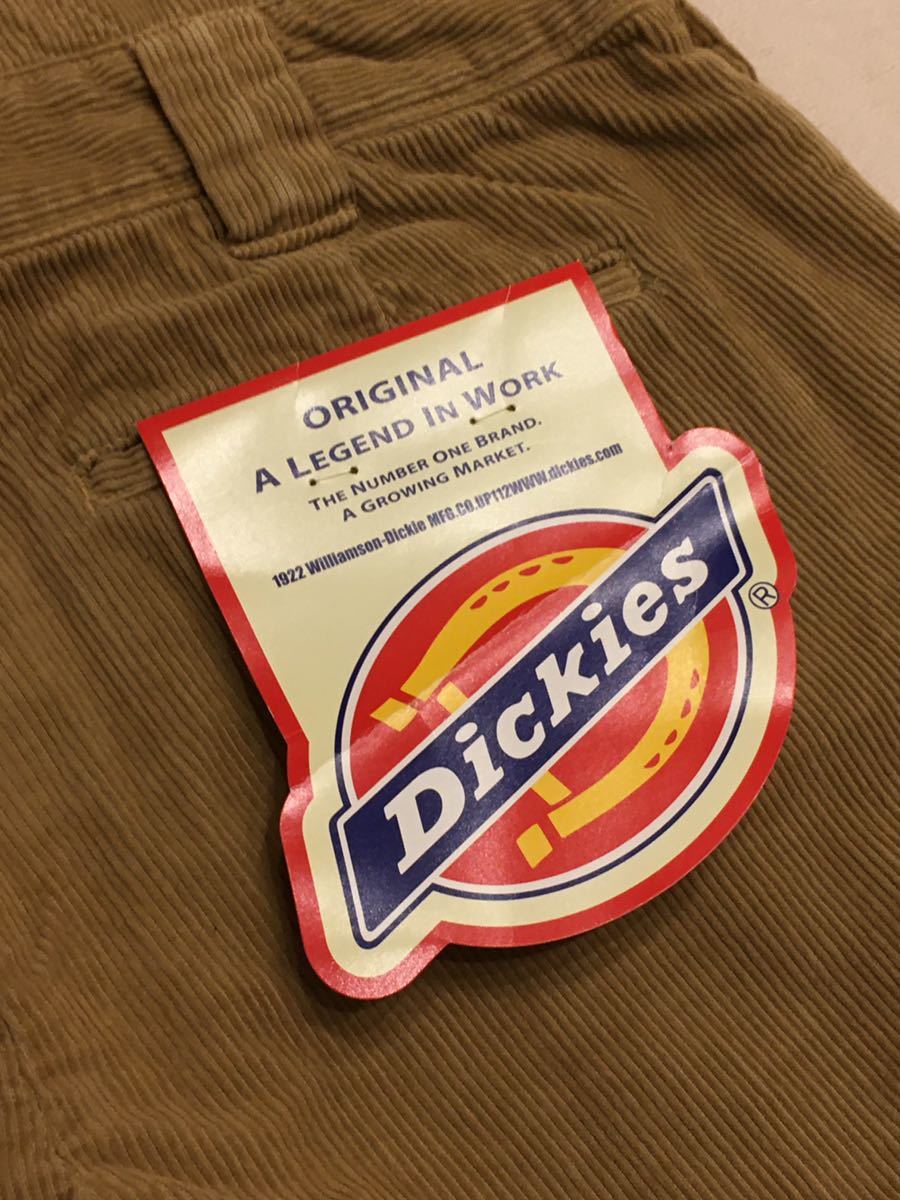 ORIGINAL
A LEGEND IN WORK
THE NUMBER ONE BRAND.
A GROWING MARKET.
1922 Williamson-Dickie MFG.CO.UP112WWW.dickies.com
Dickies
®